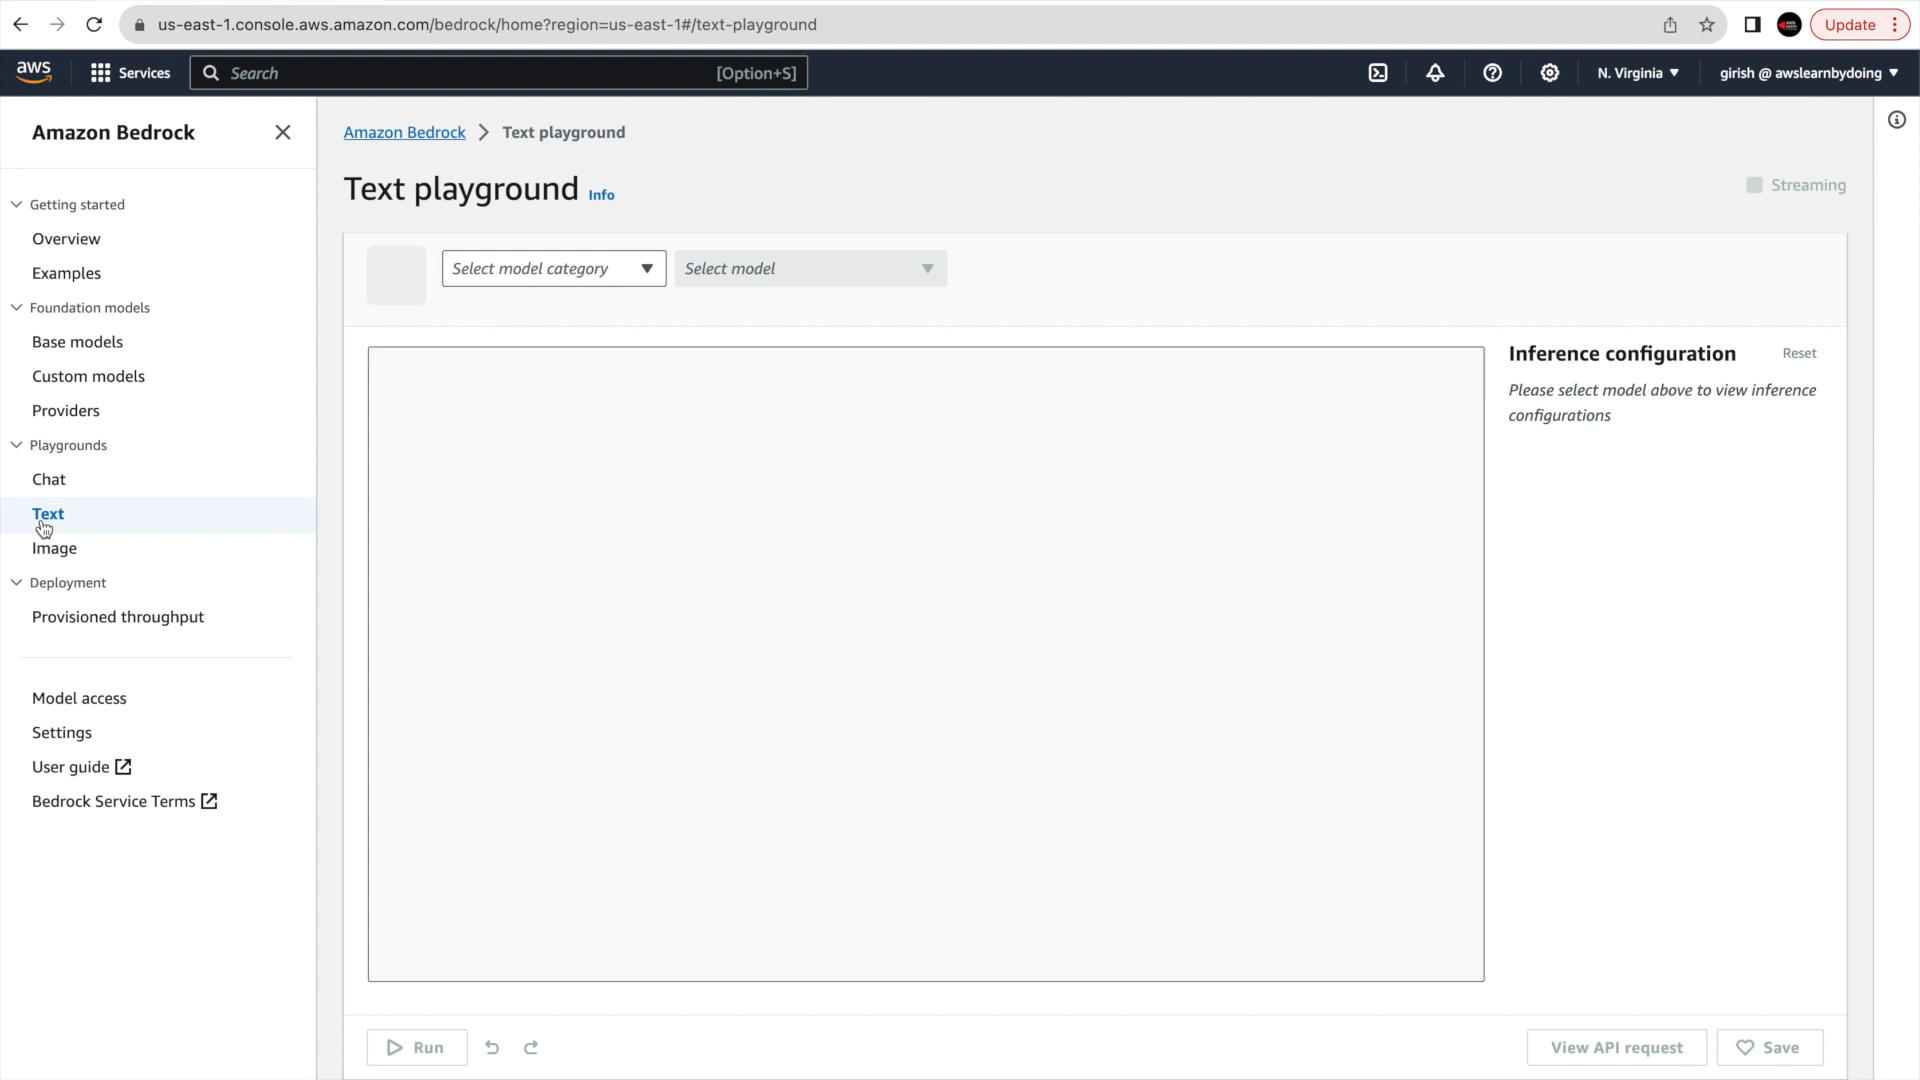 us-east-1.console.aws.amazon.com/bedrock/home?region=us-east-1#/text-playground
Update
aws
Services
Search
[Option+S]
N. Virginia
girish @ awslearnbydoing
Amazon Bedrock
Getting started
Overview
Examples
Foundation models
Base models
Custom models
Providers
Playgrounds
Chat
Text
Image
Deployment
Provisioned throughput
Model access
Settings
User guide
Bedrock Service Terms
Amazon Bedrock
Text playground
Text playground
Info
Streaming
Select model category
Select model
Inference configuration
Reset
Please select model above to view inference
configurations
Run
View API request
Save